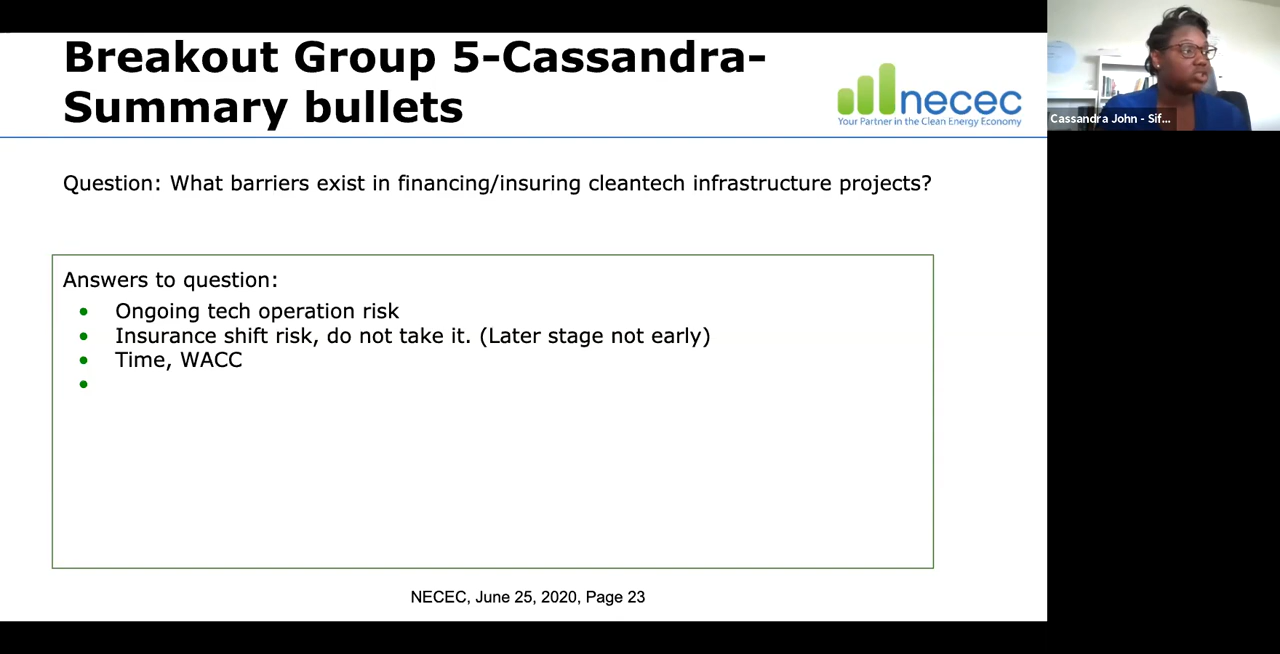 Breakout Group 5-Cassandra-
Summary bullets
necec
Your Partner in the Clean Energy Economy
Cassandra John - Sif...
Question: What barriers exist in financing/insuring cleantech infrastructure projects?
Answers to question:
• Ongoing tech operation risk
• Insurance shift risk, do not take it. (Later stage not early)
• Time, WACC
•
NECEC, June 25, 2020, Page 23